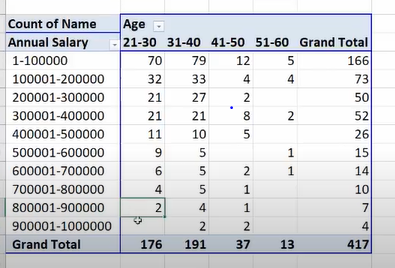 Count of Name Age
Annual Salary 21-30 31-40 41-50 51-60 Grand Total
1-100000 70 79 12 5 166
100001-200000 32 33 4 4 73
200001-300000 21 27 2 50
300001-400000 21 21 8 2 52
400001-500000 11 10 5 26
500001-600000 9 5 1 15
600001-700000 6 5 2 1 14
700001-800000 4 5 1 10
800001-900000 2 4 1 7
900001-1000000 2 2 4
Grand Total 176 191 37 13 417